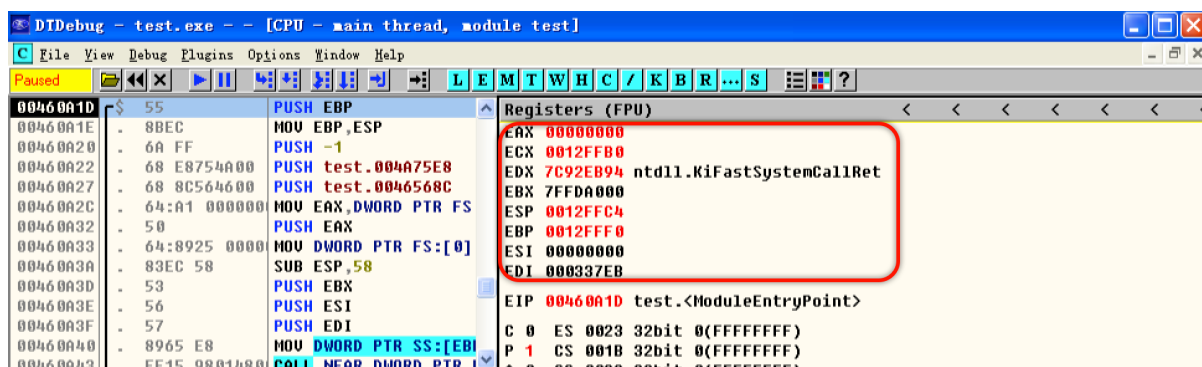 DTDebug - test.exe - - [CPU - main thread, module test]
C File View Debug Plugins Options Window Help
Paused L E M T W H C / K B R ... S ?
00460A1D $ 55 PUSH EBP
00460A1E . 8BEC MOV EBP,ESP
00460A20 . 6A FF PUSH -1
00460A22 . 68 E8754A00 PUSH test.004A75E8
00460A27 . 68 8C564600 PUSH test.0046568C
00460A2C . 64:A1 000000 MOV EAX,DWORD PTR FS
00460A32 . 50 PUSH EAX
00460A33 . 64:8925 0000 MOV DWORD PTR FS:[0]
00460A3A . 83EC 58 SUB ESP,58
00460A3D . 53 PUSH EBX
00460A3E . 56 PUSH ESI
00460A3F . 57 PUSH EDI
00460A40 . 8965 E8 MOV DWORD PTR SS:[EB
Registers (FPU) < < < < < <
EAX 00000000
ECX 0012FFB0
EDX 7C92EB94 ntdll.KiFastSystemCallRet
EBX 7FFDA000
ESP 0012FFC4
EBP 0012FFF0
ESI 00000000
EDI 000337EB
EIP 00460A1D test.<ModuleEntryPoint>
C 0 ES 0023 32bit 0(FFFFFFFF)
P 1 CS 001B 32bit 0(FFFFFFFF)